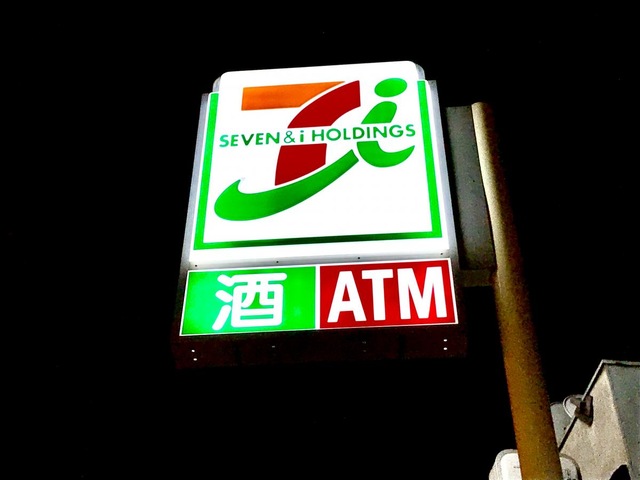 SEVEN & i HOLDINGS
酒 ATM